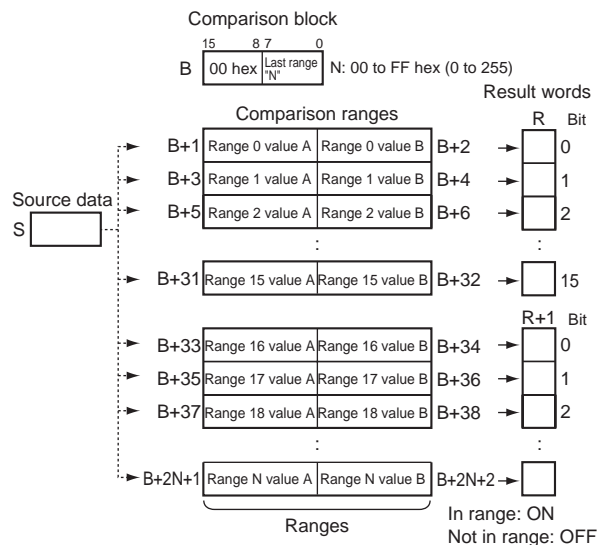 Comparison block
15 8 7 0
B 00 hex Last range "N" N: 00 to FF hex (0 to 255)
Result words
Comparison ranges R Bit
B+1 Range 0 value A Range 0 value B B+2 0
B+3 Range 1 value A Range 1 value B B+4 1
Source data
S
B+5 Range 2 value A Range 2 value B B+6 2
: :
B+31 Range 15 value A Range 15 value B B+32 15
R+1 Bit
B+33 Range 16 value A Range 16 value B B+34 0
B+35 Range 17 value A Range 17 value B B+36 1
B+37 Range 18 value A Range 18 value B B+38 2
: :
B+2N+1 Range N value A Range N value B B+2N+2
Ranges
In range: ON
Not in range: OFF